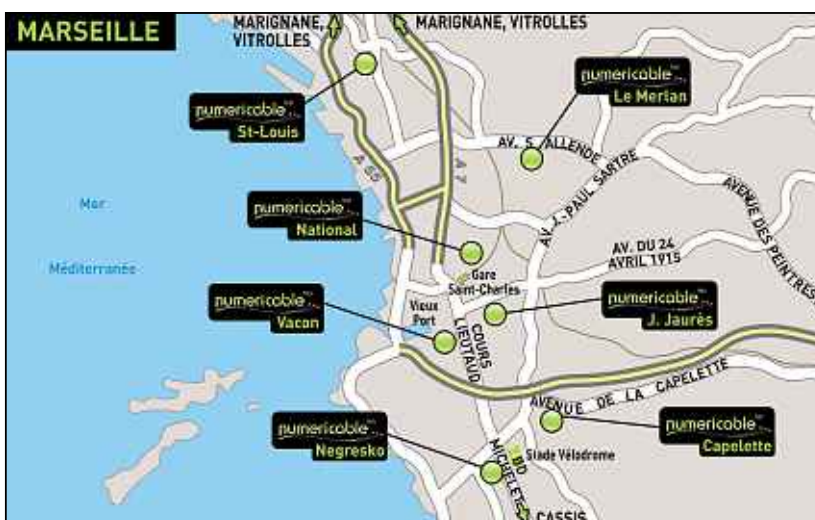 MARSEILLE
MARIGNANE,
VITROLLES
MARIGNANE, VITROLLES
numericable
St-Louis
numericable
Le Merlan
AV. S. ALLENDE
A 55
A 7
AV. J.-PAUL SARTRE
AVENUE DES PEINTRES
Mer
Méditerranée
numericable
National
AV. DU 24
AVRIL 1915
Gare
Saint-Charles
numericable
Vacon
Vieux
Port
COURS
LIEUTAUD
numericable
J. Jaurès
AVENUE DE LA CAPELETTE
numericable
Negresko
numericable
Capelette
Stade Vélodrome
BD
MICHELET
CASSIS